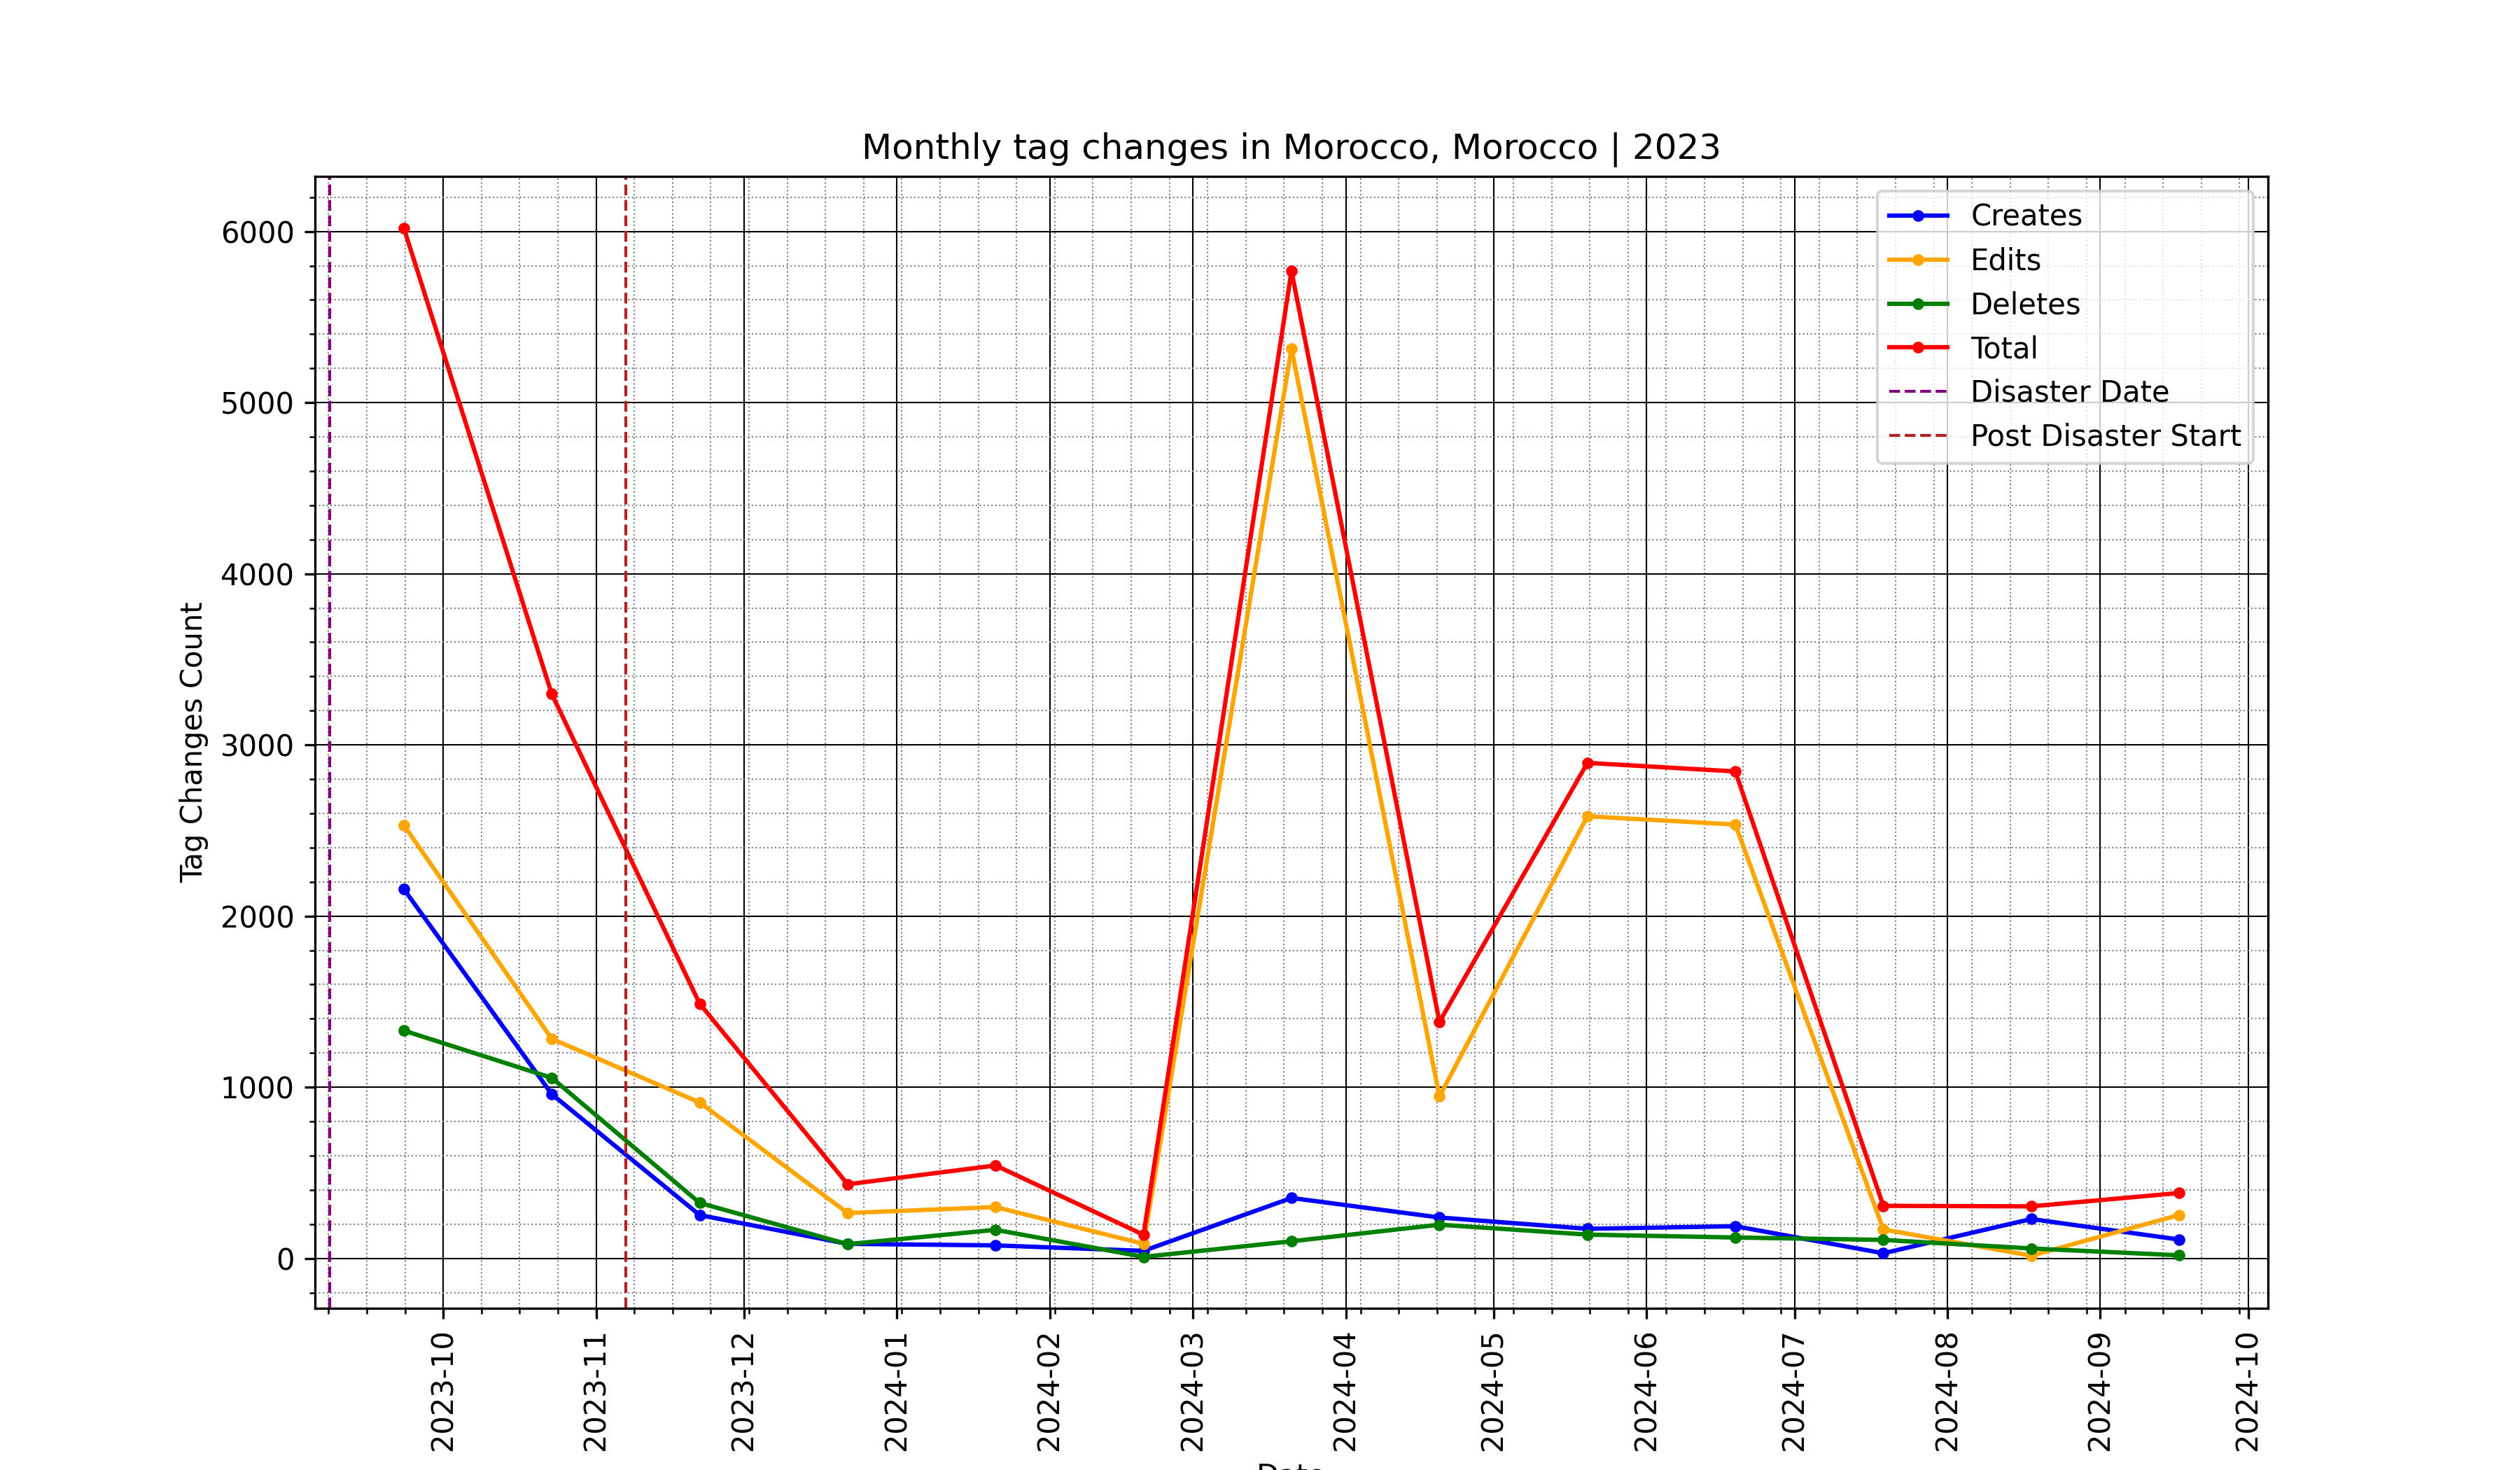 Monthly tag changes in Morocco, Morocco | 2023
Creates
Edits
Deletes
Total
Disaster Date
Post Disaster Start
Tag Changes Count
6000
5000
4000
3000
2000
1000
0
2023-10
2023-11
2023-12
2024-01
2024-02
2024-03
2024-04
2024-05
2024-06
2024-07
2024-08
2024-09
2024-10
Date